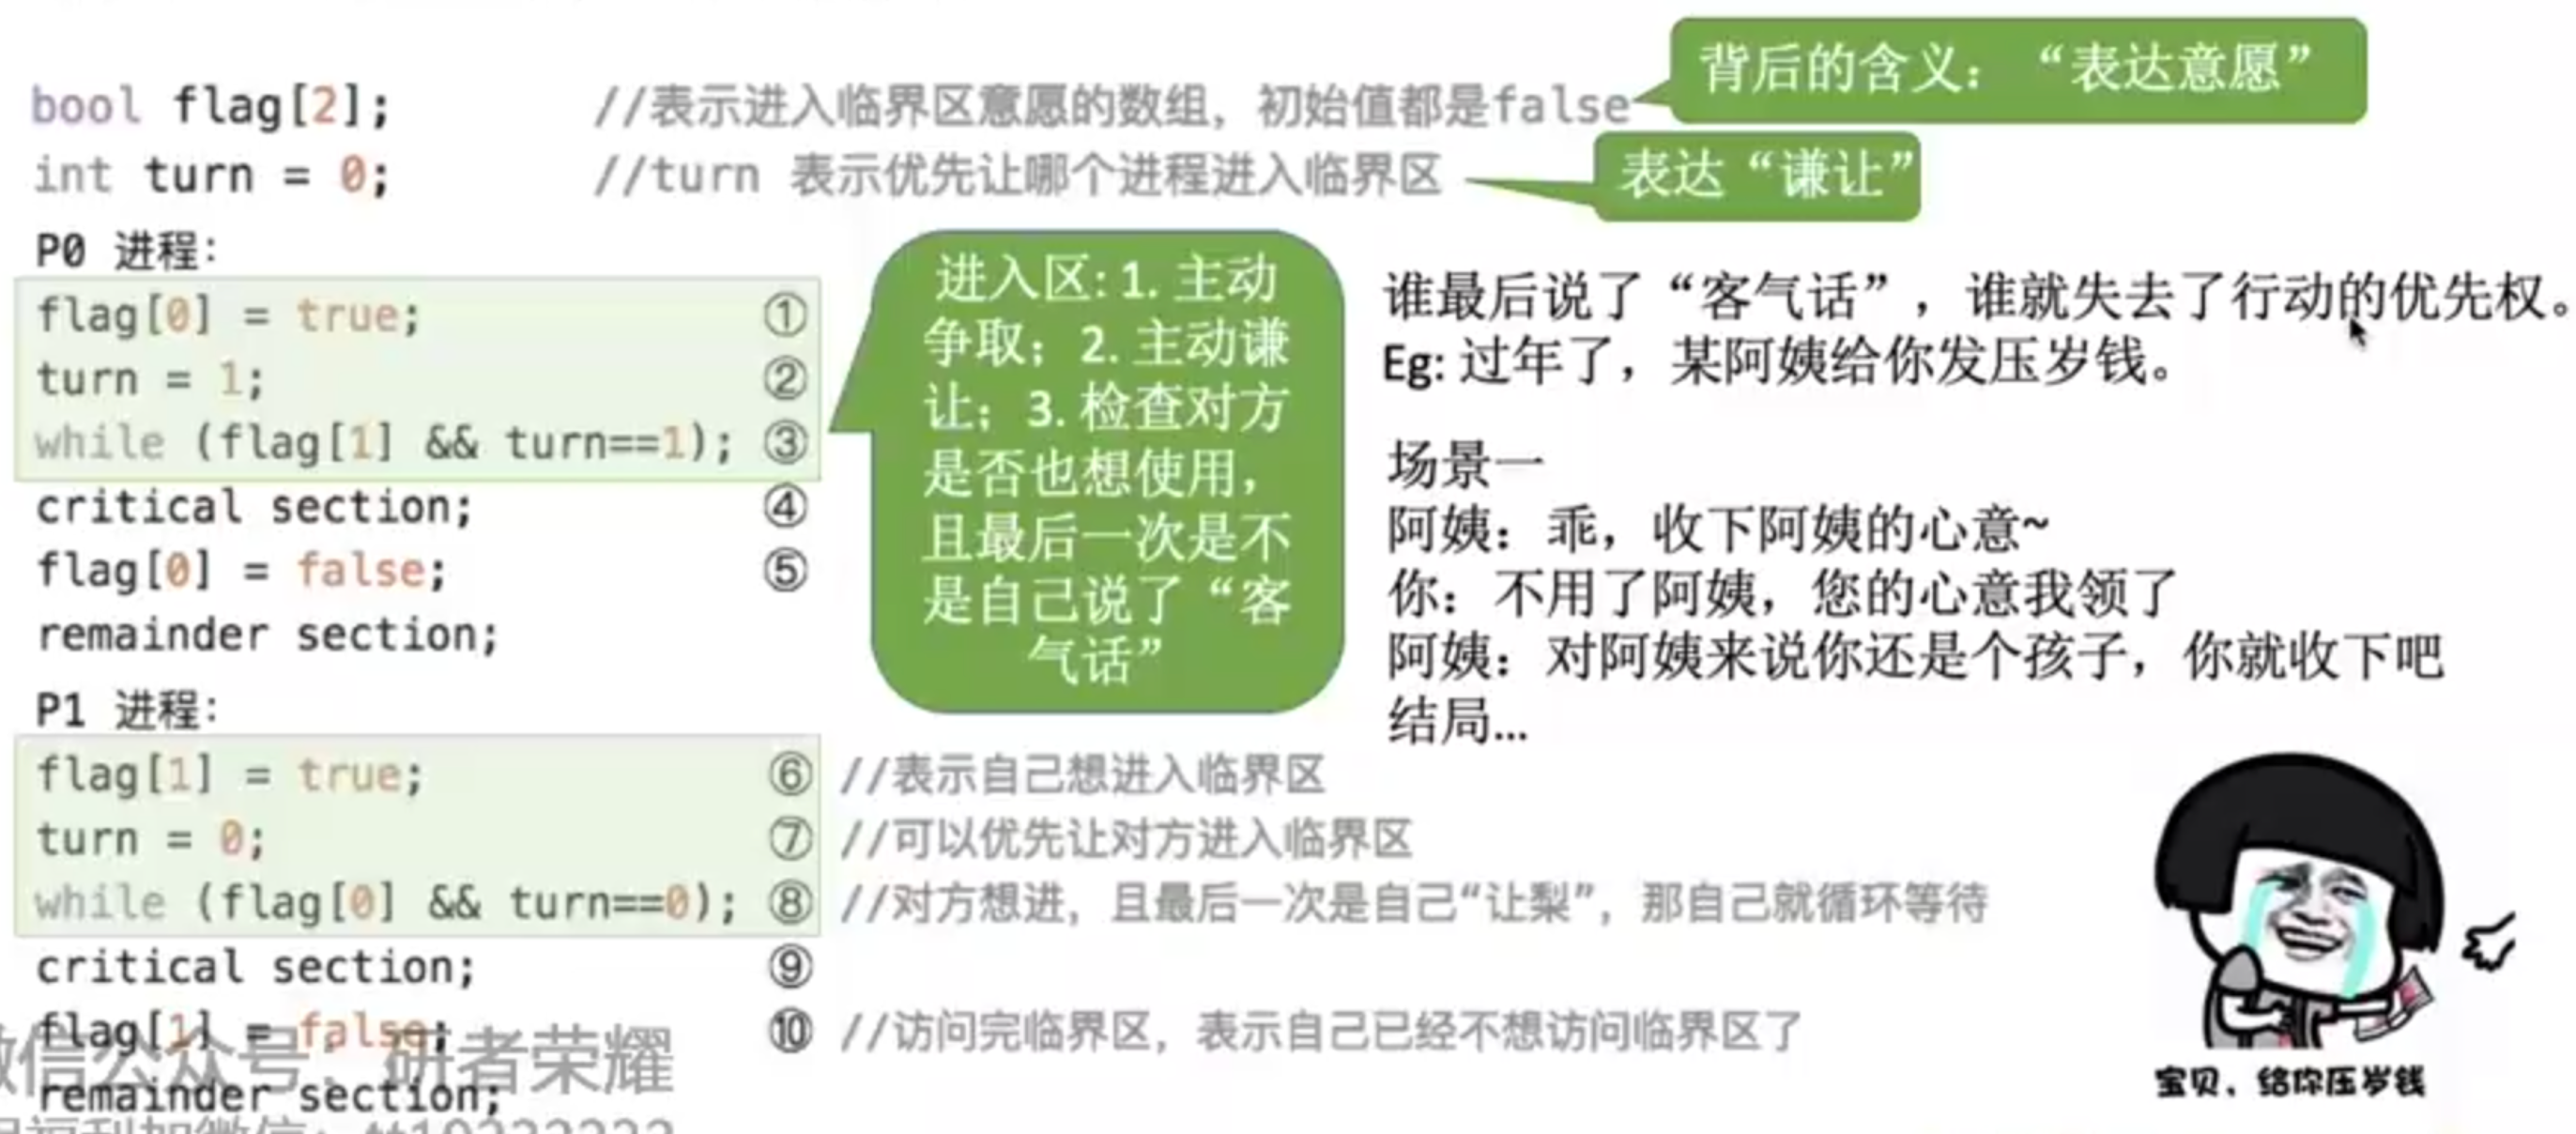 bool flag[2]; //表示进入临界区意愿的数组，初始值都是false
背后的含义：“表达意愿”
int turn = 0; //turn 表示优先让哪个进程进入临界区
表达“谦让”
P0 进程：
flag[0] = true; ①
turn = 1; ②
while (flag[1] && turn==1); ③
critical section; ④
flag[0] = false; ⑤
remainder section;
进入区: 1. 主动
争取；2. 主动谦
让；3. 检查对方
是否也想使用，
且最后一次是不
是自己说了“客
气话”
谁最后说了“客气话”，谁就失去了行动的优先权。
Eg: 过年了，某阿姨给你发压岁钱。
场景一
阿姨：乖，收下阿姨的心意~
你：不用了阿姨，您的心意我领了
阿姨：对阿姨来说你还是个孩子，你就收下吧
结局...
P1 进程：
flag[1] = true; ⑥ //表示自己想进入临界区
turn = 0; ⑦ //可以优先让对方进入临界区
while (flag[0] && turn==0); ⑧ //对方想进，且最后一次是自己“让梨”，那自己就循环等待
critical section; ⑨
flag[1] = false; ⑩ //访问完临界区，表示自己已经不想访问临界区了
remainder section;
微信公众号：研者荣耀
宝贝、给你压岁钱